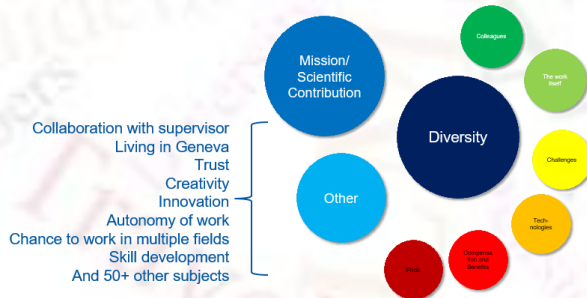 Mission/
Scientific
Contribution
Colleagues
The work
itself
Diversity
Challenges
Collaboration with supervisor
Living in Geneva
Trust
Creativity
Innovation
Autonomy of work
Chance to work in multiple fields
Skill development
And 50+ other subjects
Other
Tech-
nologies
Compensa
tion and
Benefits
Pride